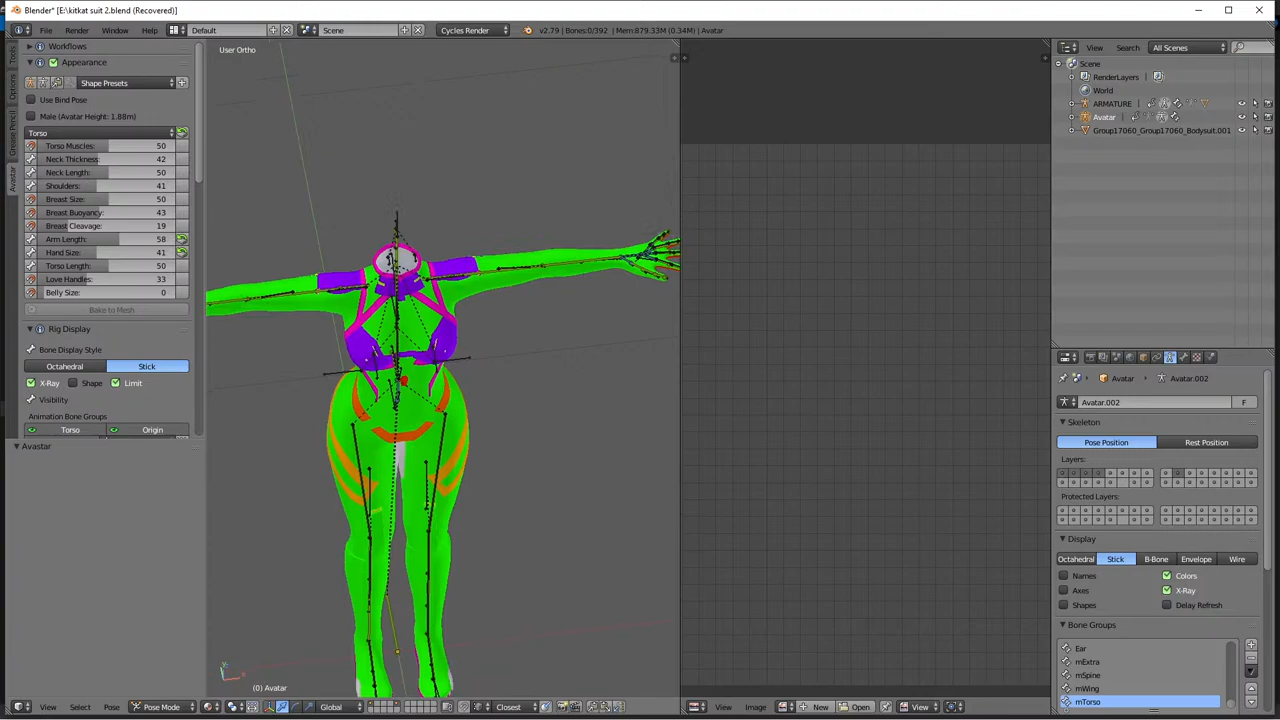 Blender* [E:\kitkat suit 2.blend (Recovered)]
File Render Window Help Default Scene Cycles Render v2.79 | Bones:0/392 | Mem:879.33M (0.34M) | Avatar
Tools
Options
Grease Pencil
Avastar
Workflows
Appearance
Shape Presets
Use Bind Pose
Male (Avatar Height: 1.88m)
Torso
Torso Muscles: 50
Neck Thickness: 42
Neck Length: 50
Shoulders: 41
Breast Size: 50
Breast Buoyancy: 43
Breast Cleavage: 19
Arm Length: 58
Hand Size: 41
Torso Length: 50
Love Handles: 33
Belly Size: 0
Bake to Mesh
Rig Display
Bone Display Style
Octahedral Stick
X-Ray Shape Limit
Visibility
Animation Bone Groups
Torso Origin
Avastar
User Ortho
(0) Avatar
View Select Pose Pose Mode Global Closest
View Image New Open View
View Search All Scenes
Scene
RenderLayers
World
ARMATURE
Avatar
Group17060_Group17060_Bodysuit.001
Avatar Avatar.002
Avatar.002 F
Skeleton
Pose Position Rest Position
Layers:
Protected Layers:
Display
Octahedral Stick B-Bone Envelope Wire
Names Colors
Axes X-Ray
Shapes Delay Refresh
Bone Groups
Ear
mExtra
mSpine
mWing
mTorso